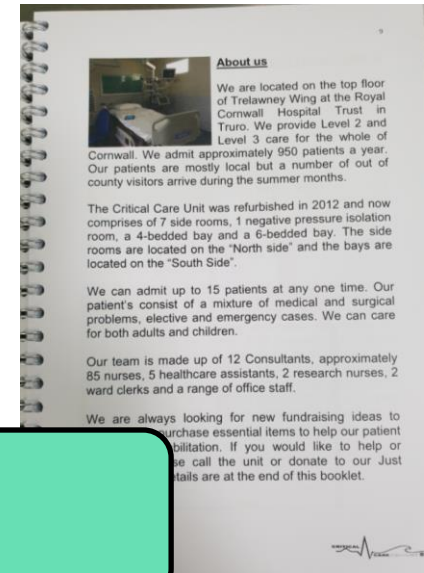 About us
We are located on the top floor
of Trelawney Wing at the Royal
Cornwall Hospital Trust in
Truro. We provide Level 2 and
Level 3 care for the whole of
Cornwall. We admit approximately 950 patients a year.
Our patients are mostly local but a number of out of
county visitors arrive during the summer months.
The Critical Care Unit was refurbished in 2012 and now
comprises of 7 side rooms, 1 negative pressure isolation
room, a 4-bedded bay and a 6-bedded bay. The side
rooms are located on the “North side” and the bays are
located on the “South Side”.
We can admit up to 15 patients at any one time. Our
patient's consist of a mixture of medical and surgical
problems, elective and emergency cases. We can care
for both adults and children.
Our team is made up of 12 Consultants, approximately
85 nurses, 5 healthcare assistants, 2 research nurses, 2
ward clerks and a range of office staff.
We are always looking for new fundraising ideas to
purchase essential items to help our patient
If you would like to help or
call the unit or donate to our Just
are at the end of this booklet.